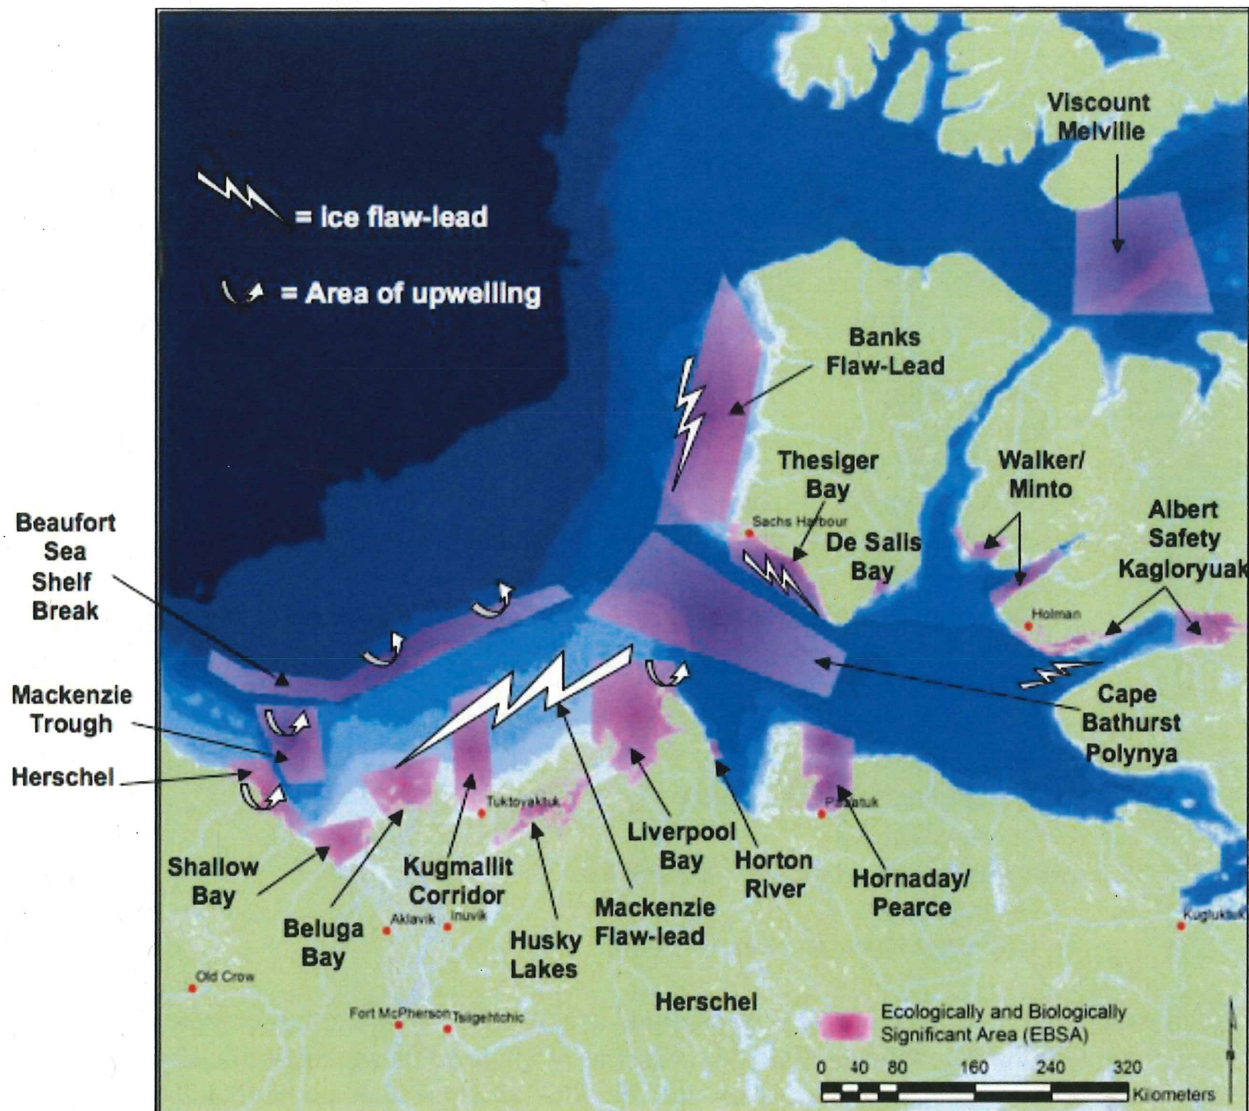 Viscount
Melville
= Ice flaw-lead
= Area of upwelling
Banks
Flaw-Lead
Thesiger
Bay
Walker/
Minto
Sachs Harbour
De Salis
Bay
Albert
Safety
Kagloryuak
Holman
Beaufort
Sea
Shelf
Break
Mackenzie
Trough
Herschel
Cape
Bathurst
Polynya
Tuktoyaktuk
Shallow
Bay
Beluga
Bay
Kugmallit
Corridor
Husky
Lakes
Mackenzie
Flaw-lead
Liverpool
Bay
Horton
River
Hornaday/
Pearce
Aklavik
Inuvik
Kugluktuk
Old Crow
Fort McPherson
Tsiigehtchic
Herschel
Ecologically and Biologically
Significant Area (EBSA)
0 40 80 160 240 320
Kilometers
N